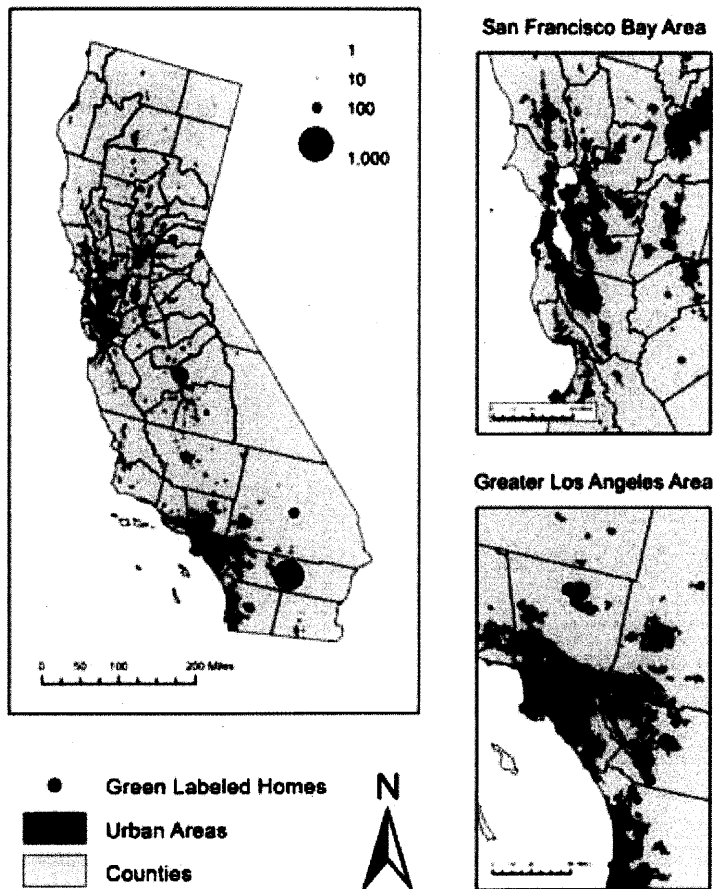 1
10
100
1.000
0 50 100 200 Miles
San Francisco Bay Area
Greater Los Angeles Area
Green Labeled Homes
Urban Areas
Counties
N